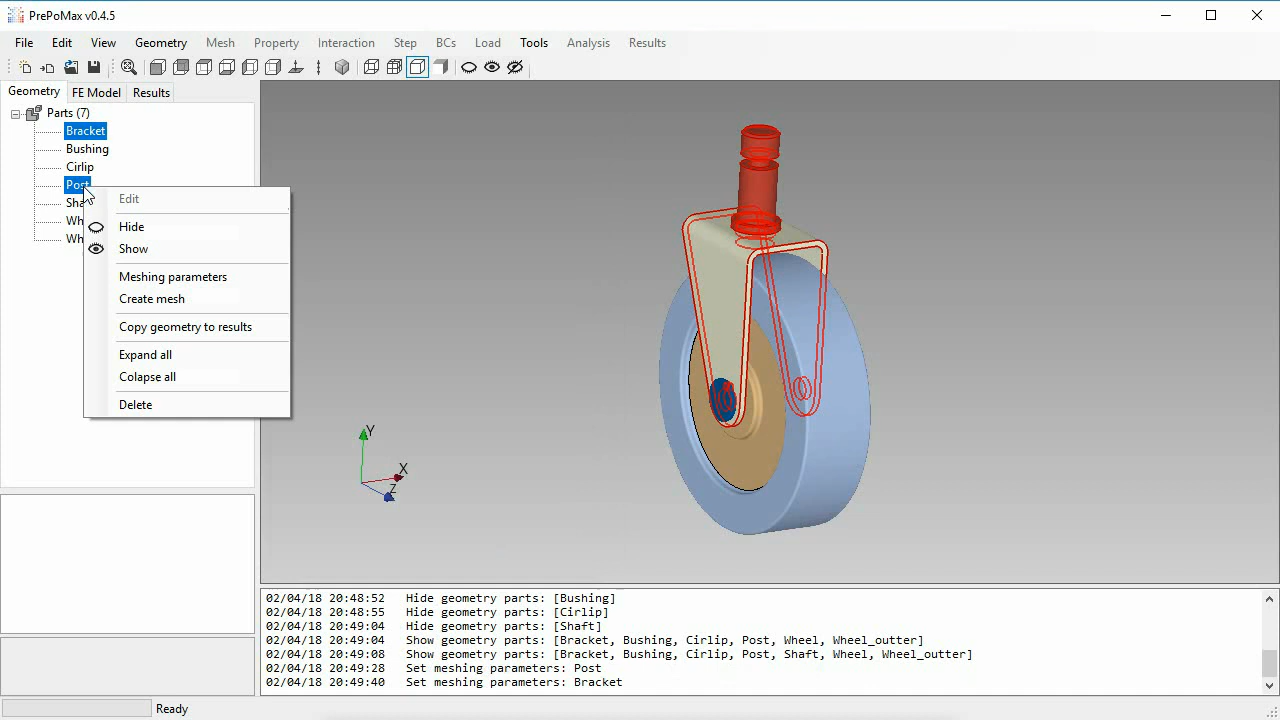 PrePoMax v0.4.5
File Edit View Geometry Mesh Property Interaction Step BCs Load Tools Analysis Results
Geometry FE Model Results
Parts (7)
Bracket
Bushing
Cirlip
Post
Sha
Wh
Wh
Edit
Hide
Show
Meshing parameters
Create mesh
Copy geometry to results
Expand all
Colapse all
Delete
Y
X
Z
02/04/18 20:48:52 Hide geometry parts: [Bushing]
02/04/18 20:48:55 Hide geometry parts: [Cirlip]
02/04/18 20:49:04 Hide geometry parts: [Shaft]
02/04/18 20:49:04 Show geometry parts: [Bracket, Bushing, Cirlip, Post, Wheel, Wheel_outter]
02/04/18 20:49:08 Show geometry parts: [Bracket, Bushing, Cirlip, Post, Shaft, Wheel, Wheel_outter]
02/04/18 20:49:28 Set meshing parameters: Post
02/04/18 20:49:40 Set meshing parameters: Bracket
Ready